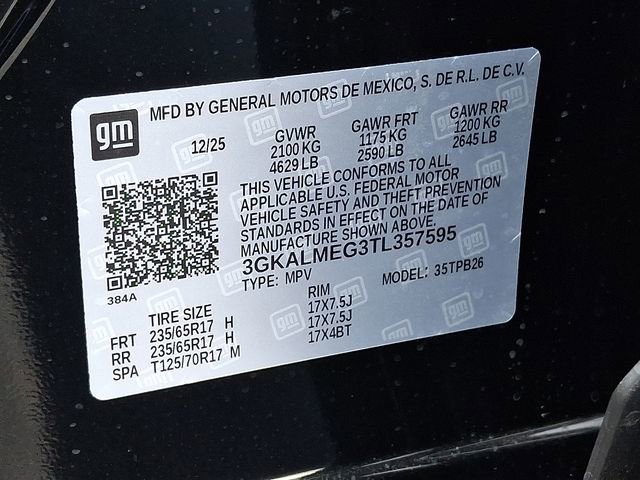 gm
MFD BY GENERAL MOTORS DE MEXICO, S. DE R.L. DE C.V.
12/25
GVWR
2100 KG
4629 LB
GAWR FRT
1175 KG
2590 LB
GAWR RR
1200 KG
2645 LB
THIS VEHICLE CONFORMS TO ALL
APPLICABLE U.S. FEDERAL MOTOR
VEHICLE SAFETY AND THEFT PREVENTION
STANDARDS IN EFFECT ON THE DATE OF
MANUFACTURE SHOWN ABOVE.
3GKALMEG3TL357595
TYPE: MPV
MODEL: 35TPB26
384A
TIRE SIZE
RIM
FRT 235/65R17 H 17X7.5J
RR 235/65R17 H 17X7.5J
SPA T125/70R17 M 17X4BT